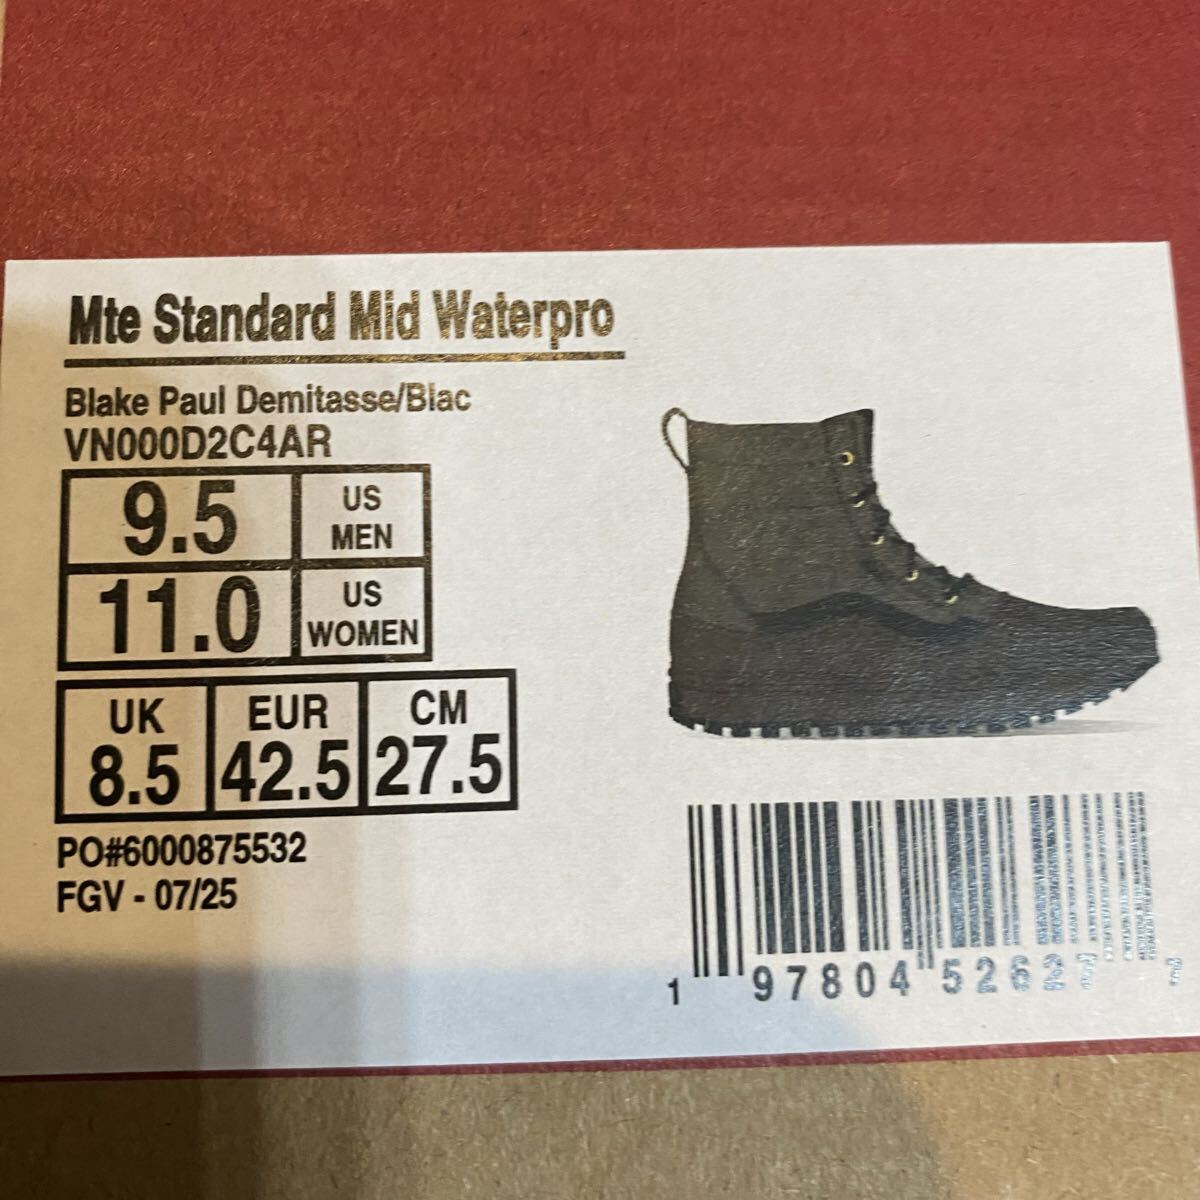 Mte Standard Mid Waterpro
Blake Paul Demitasse/Blac
VN000D2C4AR
9.5 US MEN
11.0 US WOMEN
UK EUR CM
8.5 42.5 27.5
PO#6000875532
FGV - 07/25
1 97804 52627